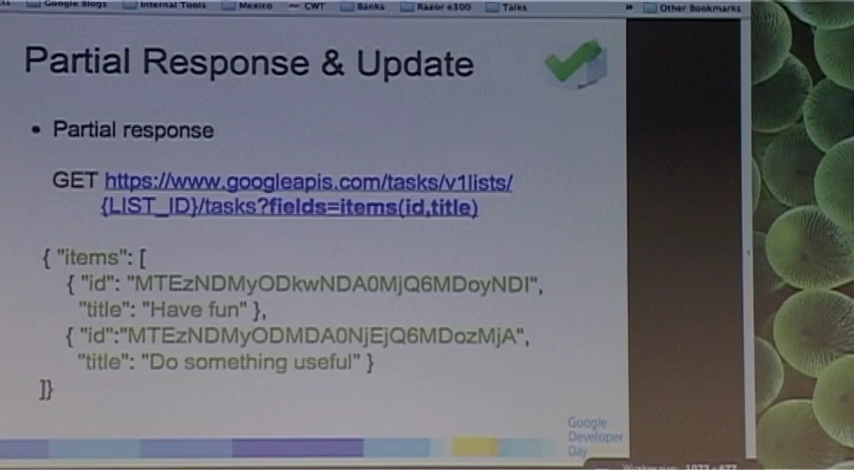 Google Blogs Internal Tools Mexico CWT Banks Razor e300 Talks » Other Bookmarks
Partial Response & Update
• Partial response
GET https://www.googleapis.com/tasks/v1lists/
{LIST_ID}/tasks?fields=items(id,title)
{ "items": [
{ "id": "MTEzNDMyODkwNDA0MjQ6MDoyNDI",
"title": "Have fun" },
{ "id":"MTEzNDMyODMDA0NjEjQ6MDozMjA",
"title": "Do something useful" }
]}
Google
Developer
Day